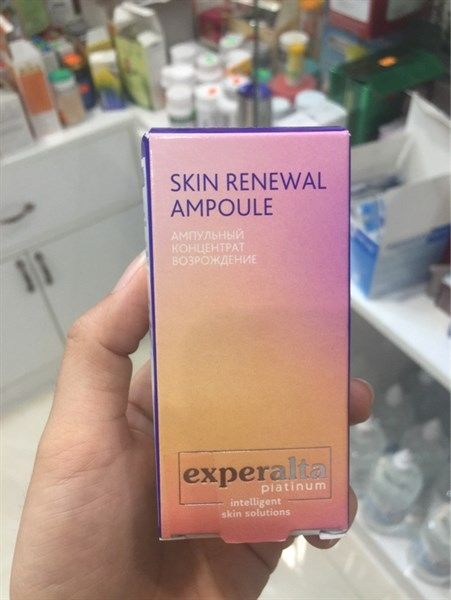 SKIN RENEWAL
AMPOULE
АМПУЛЬНЫЙ
КОНЦЕНТРАТ
ВОЗРОЖДЕНИЕ
experalta
platinum
intelligent
skin solutions